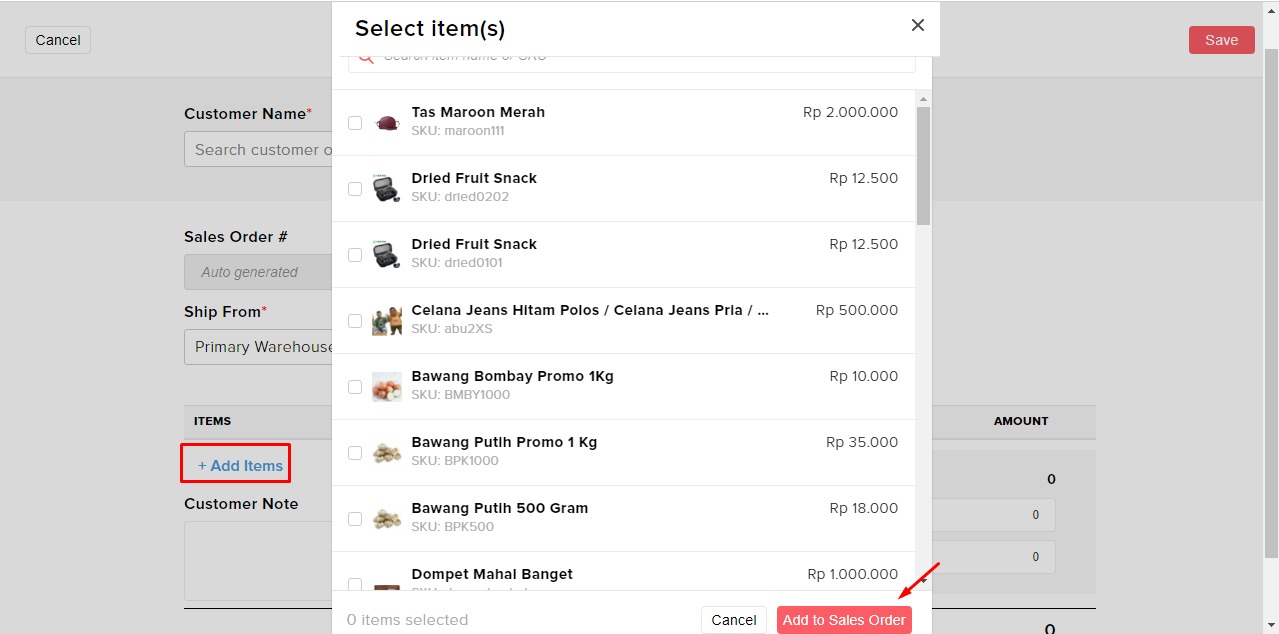 Select item(s)
Cancel
Save
Search item name or SKU
Customer Name*
Search customer o
Tas Maroon Merah
Rp 2.000.000
SKU: maroon111
Dried Fruit Snack
Rp 12.500
SKU: dried0202
Sales Order #
Auto generated
Dried Fruit Snack
Rp 12.500
SKU: dried0101
Ship From*
Primary Warehouse
Celana Jeans Hitam Polos / Celana Jeans Pria / ...
Rp 500.000
SKU: abu2XS
Bawang Bombay Promo 1Kg
Rp 10.000
SKU: BMBY1000
ITEMS
AMOUNT
+ Add Items
Bawang Putih Promo 1 Kg
Rp 35.000
SKU: BPK1000
0
Customer Note
Bawang Putih 500 Gram
Rp 18.000
SKU: BPK500
0
0
Dompet Mahal Banget
Rp 1.000.000
0 items selected
Cancel
Add to Sales Order
0